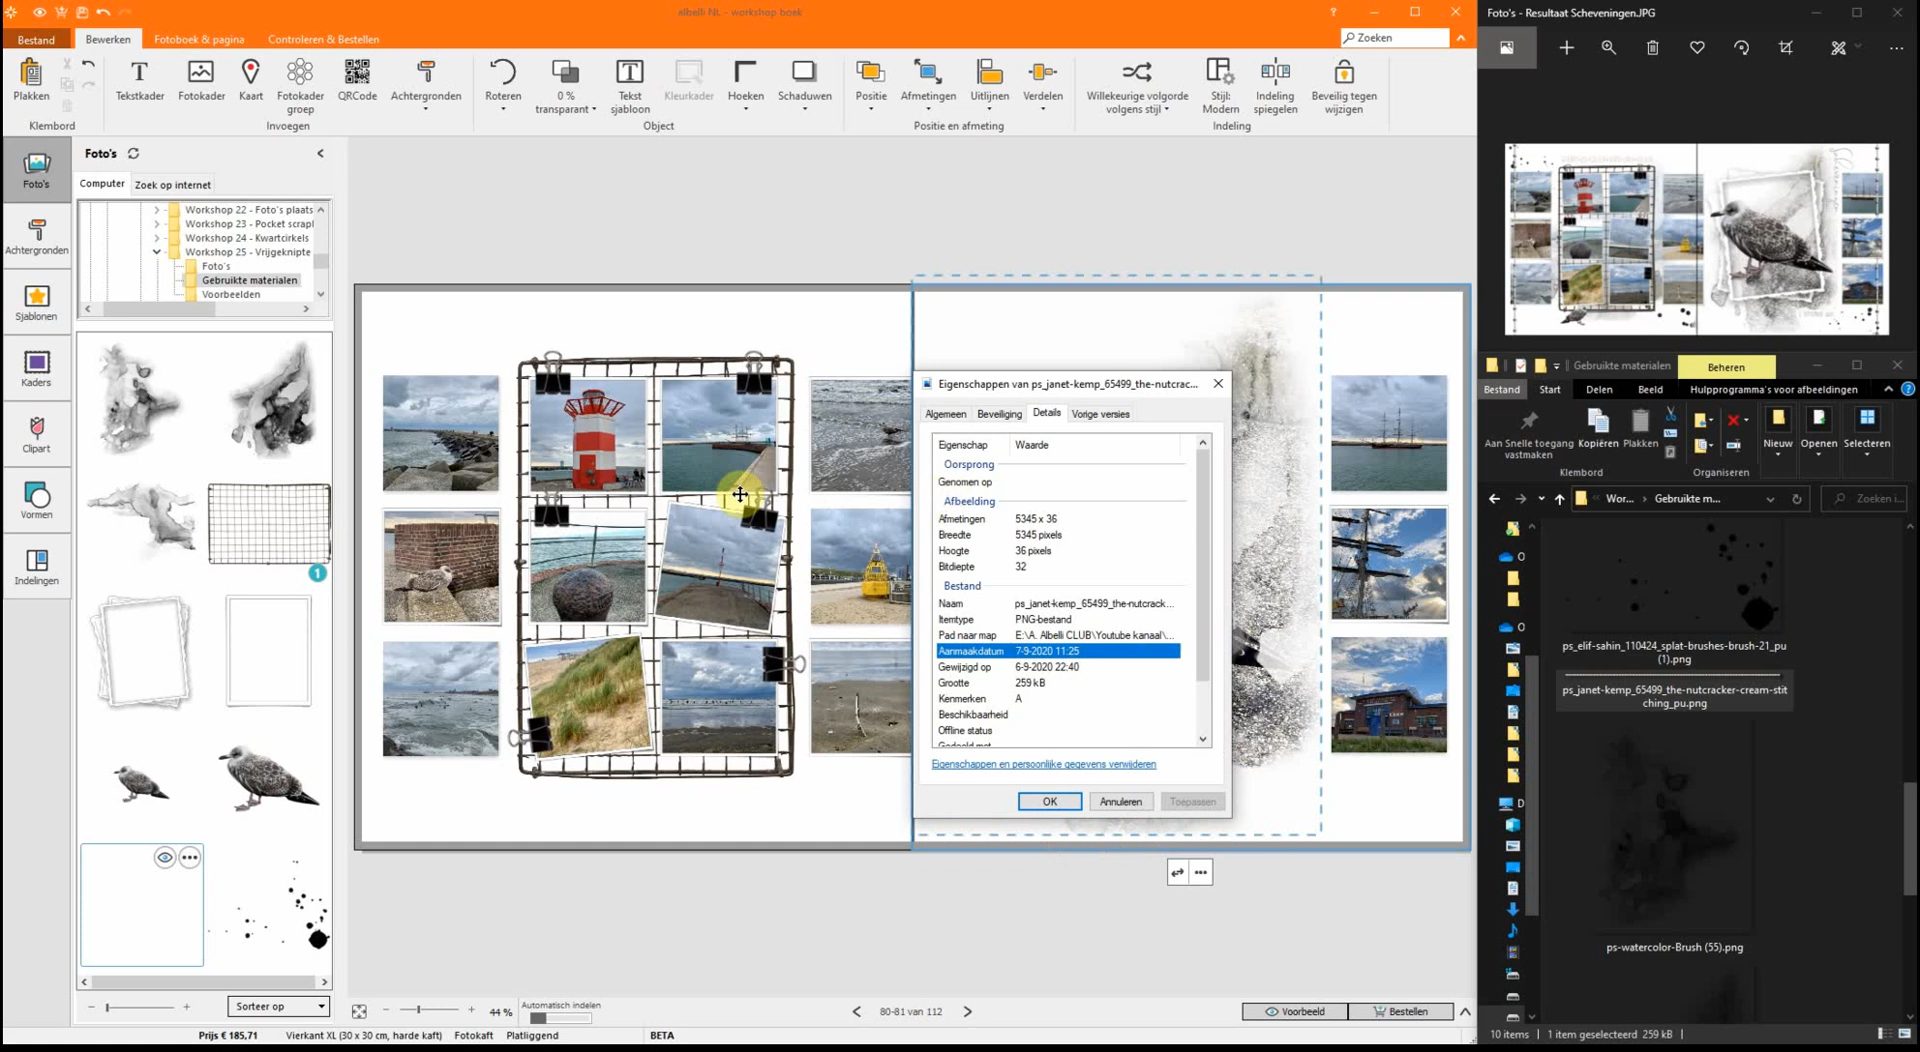 albelli NL - workshop boek
Bestand
Bewerken
Fotoboek & pagina
Controleren & Bestellen
Zoeken
Plakken
Klembord
Tekstkader
Fotokader
Kaart
Fotokader groep
QRCode
Achtergronden
Invoegen
Roteren
0 % transparant
Tekst sjabloon
Kleurkader
Hoeken
Schaduwen
Object
Positie
Afmetingen
Uitlijnen
Verdelen
Positie en afmeting
Willekeurige volgorde volgens stijl
Stijl: Modern
Indeling spiegelen
Beveilig tegen wijzigen
Indeling
Foto's
Achtergronden
Sjablonen
Kaders
Clipart
Vormen
Indelingen
Foto's
Computer
Zoek op internet
Workshop 22 - Foto's plaats
Workshop 23 - Pocket scrapl
Workshop 24 - Kwartcirkels
Workshop 25 - Vrijgeknipte
Foto's
Gebruikte materialen
Voorbeelden
1
Sorteer op
Eigenschappen van ps_janet-kemp_65499_the-nutcrac...
Algemeen
Beveiliging
Details
Vorige versies
Eigenschap Waarde
Oorsprong
Genomen op
Afbeelding
Afmetingen 5345 x 36
Breedte 5345 pixels
Hoogte 36 pixels
Bitdiepte 32
Bestand
Naam ps_janet-kemp_65499_the-nutcrack...
Itemtype PNG-bestand
Pad naar map E:\A. Albelli CLUB\Youtube kanaal\...
Aanmaakdatum 7-9-2020 11:25
Gewijzigd op 6-9-2020 22:40
Grootte 259 kB
Kenmerken A
Beschikbaarheid
Offline status
Eigenschappen en persoonlijke gegevens verwijderen
OK
Annuleren
Toepassen
44 %
Automatisch indelen
80-81 van 112
Voorbeeld
Bestellen
Prijs € 185,71
Vierkant XL (30 x 30 cm, harde kaft)
Fotokaft
Platliggend
BETA
Foto's - Resultaat Scheveningen.JPG
Gebruikte materialen
Beheren
Bestand
Start
Delen
Beeld
Hulpprogramma's voor afbeeldingen
Aan Snelle toegang vastmaken
Kopiëren
Plakken
Klembord
Organiseren
Nieuw
Openen
Selecteren
Wor...
Gebruikte m...
Zoeken i...
ps_elif-sahin_110424_splat-brushes-brush-21_pu
(1).png
ps_janet-kemp_65499_the-nutcracker-cream-stit
ching_pu.png
ps-watercolor-Brush (55).png
10 items
1 item geselecteerd 259 kB